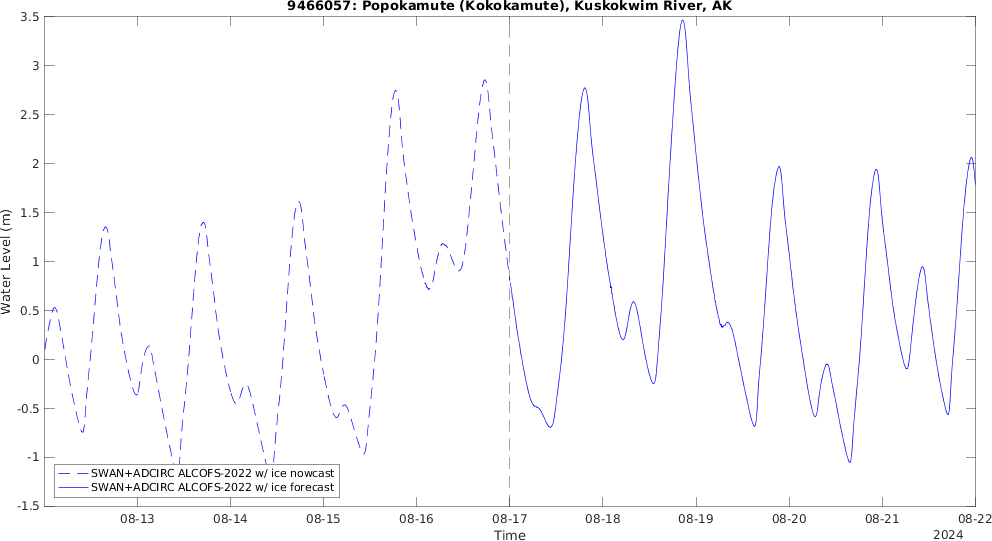 9466057: Popokamute (Kokokamute), Kuskokwim River, AK
3.5
3
2.5
2
1.5
1
0.5
0
-0.5
-1
-1.5
Water Level (m)
SWAN+ADCIRC ALCOFS-2022 w/ ice nowcast
SWAN+ADCIRC ALCOFS-2022 w/ ice forecast
08-13 08-14 08-15 08-16 08-17 08-18 08-19 08-20 08-21 08-22
Time
2024